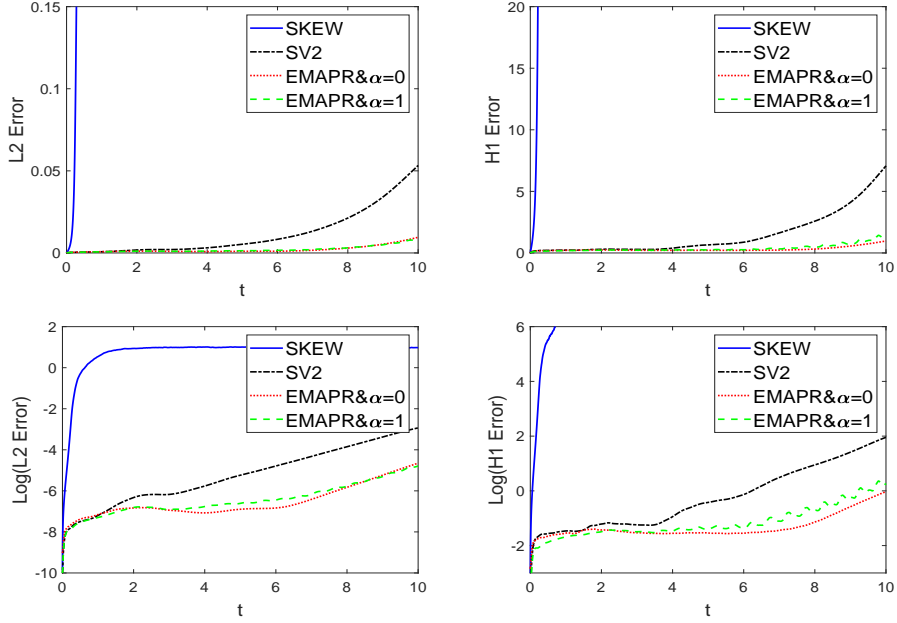 0.15
0.1
0.05
0
L2 Error
SKEW
SV2
EMAPR&α=0
EMAPR&α=1
0 2 4 6 8 10
t
20
15
10
5
0
H1 Error
SKEW
SV2
EMAPR&α=0
EMAPR&α=1
0 2 4 6 8 10
t
2
0
-2
-4
-6
-8
-10
Log(L2 Error)
SKEW
SV2
EMAPR&α=0
EMAPR&α=1
0 2 4 6 8 10
t
6
4
2
0
-2
Log(H1 Error)
SKEW
SV2
EMAPR&α=0
EMAPR&α=1
0 2 4 6 8 10
t